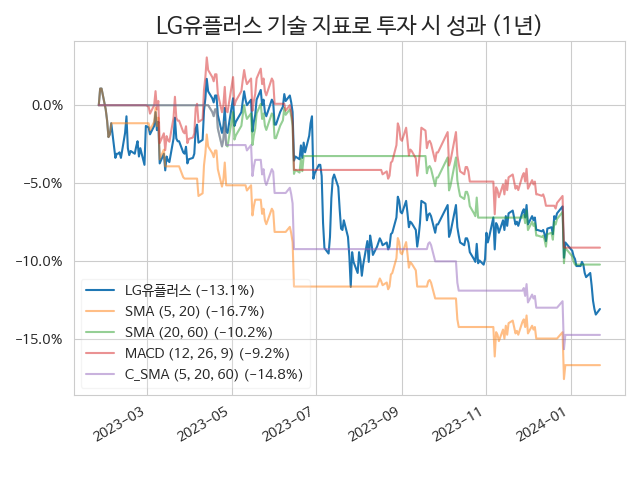 LG유플러스 기술 지표로 투자 시 성과 (1년)
0.0%
−5.0%
−10.0%
−15.0%
LG유플러스 (−13.1%)
SMA (5, 20) (−16.7%)
SMA (20, 60) (−10.2%)
MACD (12, 26, 9) (−9.2%)
C_SMA (5, 20, 60) (−14.8%)
2023−03
2023−05
2023−07
2023−09
2023−11
2024−01